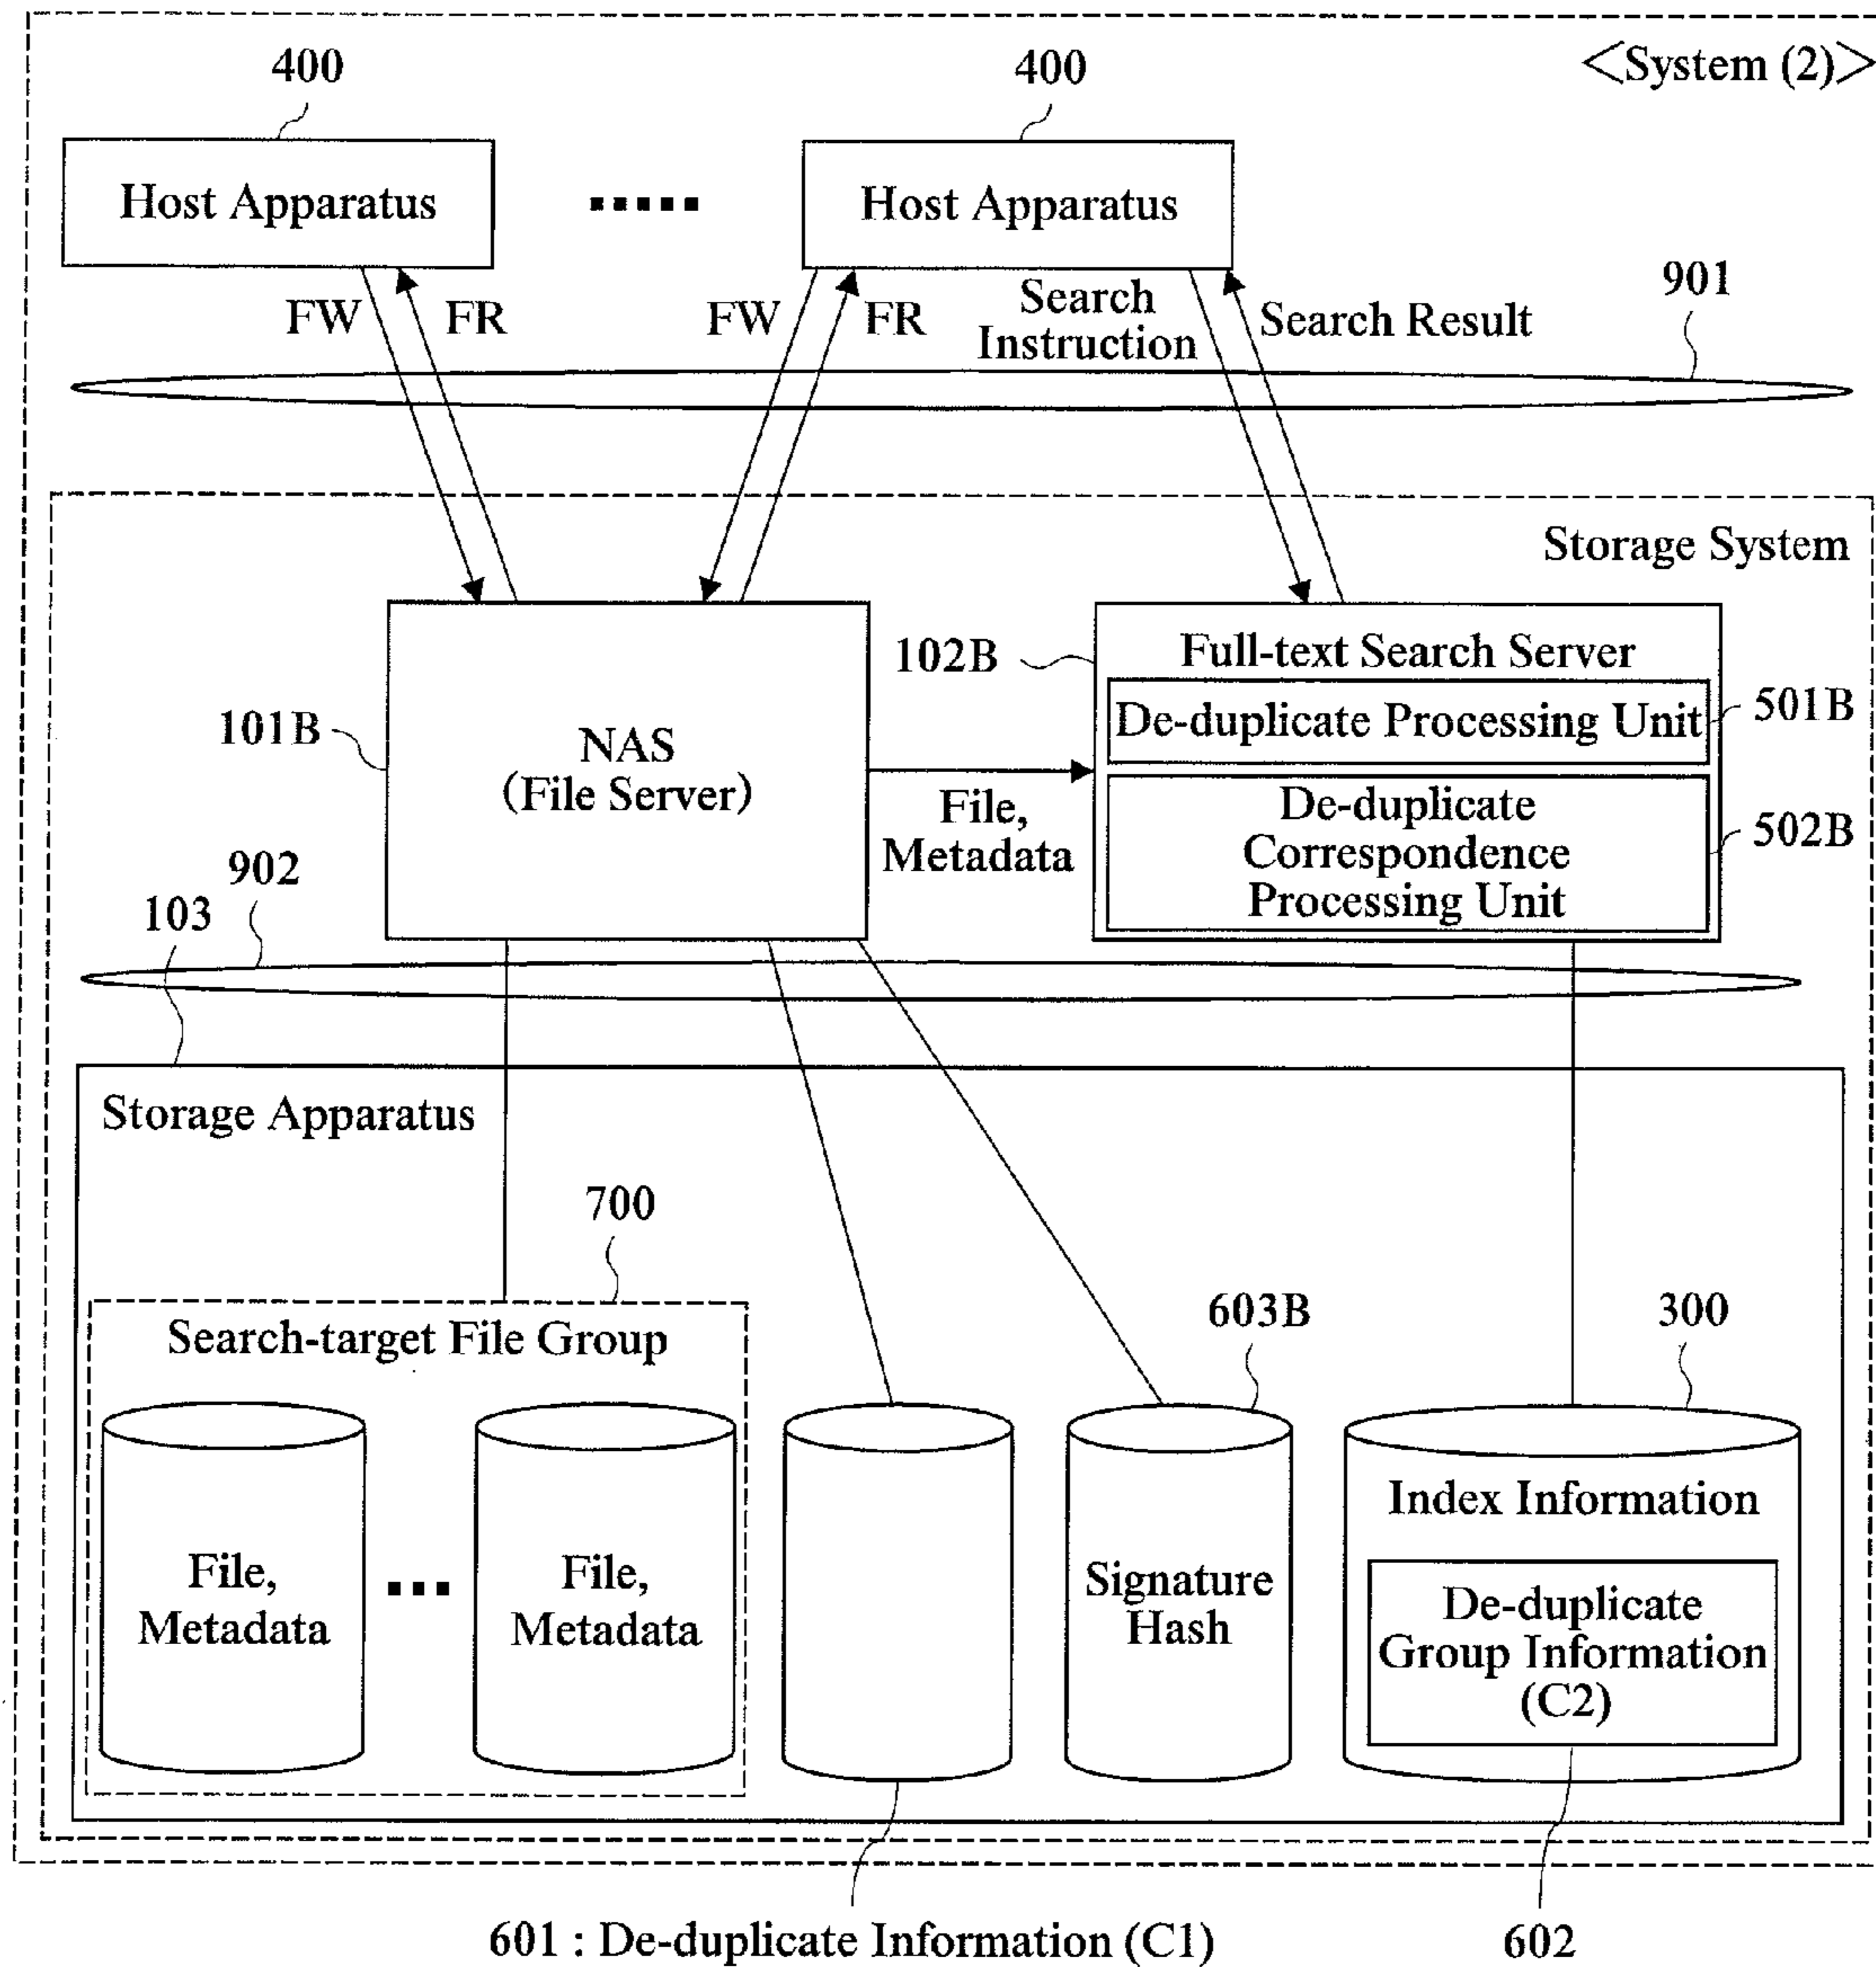 <System (2)>
400
400
Host Apparatus
.....
Host Apparatus
FW
FR
FW
FR
Search
Instruction
Search Result
901
Storage System
101B
NAS
(File Server)
File,
Metadata
102B
Full-text Search Server
De-duplicate Processing Unit
501B
De-duplicate
Correspondence
Processing Unit
502B
902
103
Storage Apparatus
700
Search-target File Group
File,
Metadata
...
File,
Metadata
603B
Signature
Hash
300
Index Information
De-duplicate
Group Information
(C2)
601 : De-duplicate Information (C1)
602